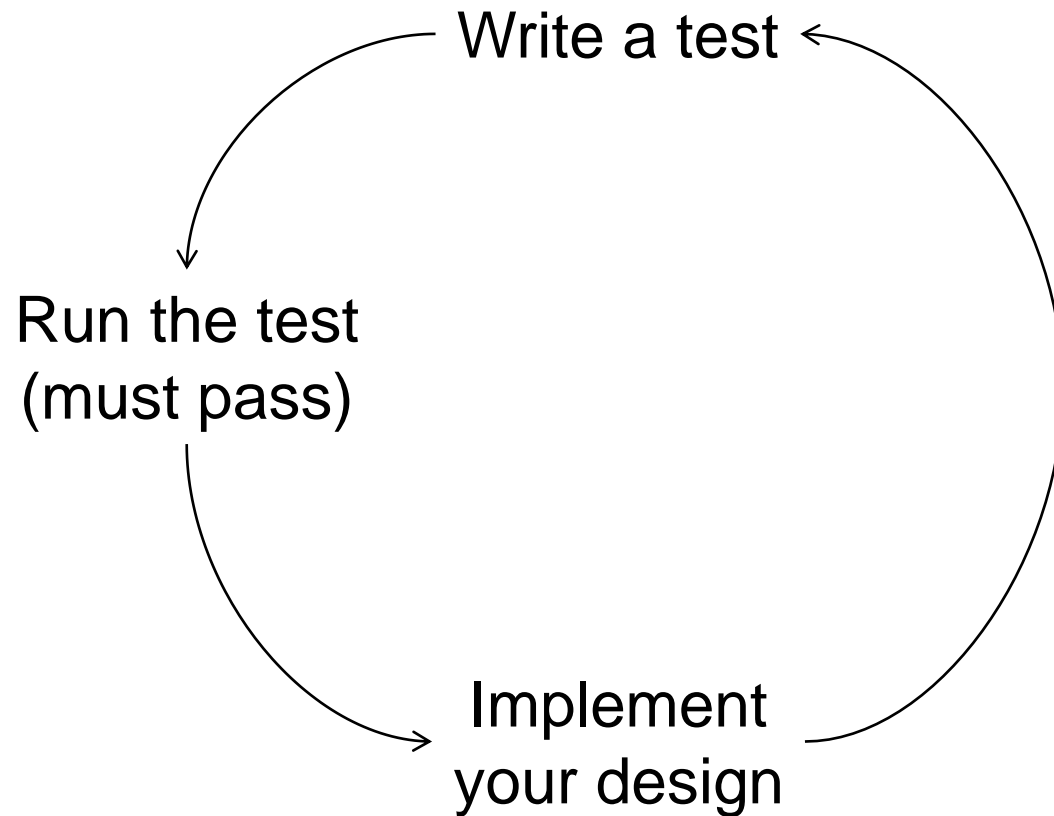 Write a test
Run the test
(must pass)
Implement
your design